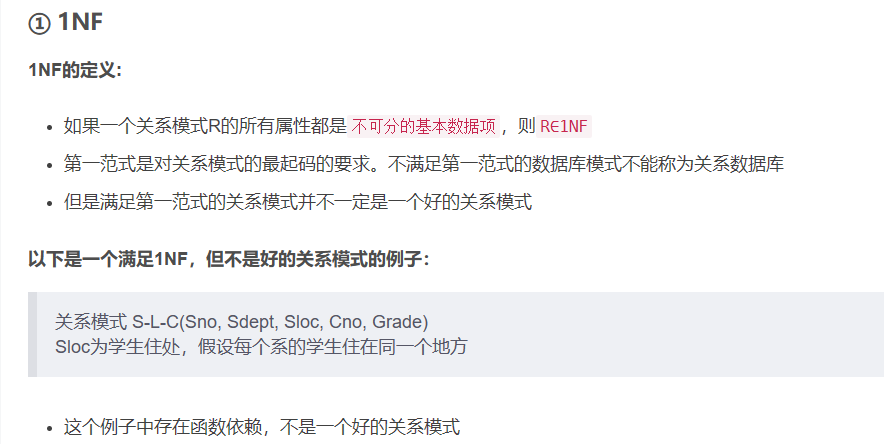 ① 1NF
1NF的定义:
如果一个关系模式R的所有属性都是 不可分的基本数据项 ，则 R∈1NF
第一范式是对关系模式的最起码的要求。不满足第一范式的数据库模式不能称为关系数据库
但是满足第一范式的关系模式并不一定是一个好的关系模式
以下是一个满足1NF，但不是好的关系模式的例子：
关系模式 S-L-C(Sno, Sdept, Sloc, Cno, Grade)
Sloc为学生住处，假设每个系的学生住在同一个地方
这个例子中存在函数依赖，不是一个好的关系模式